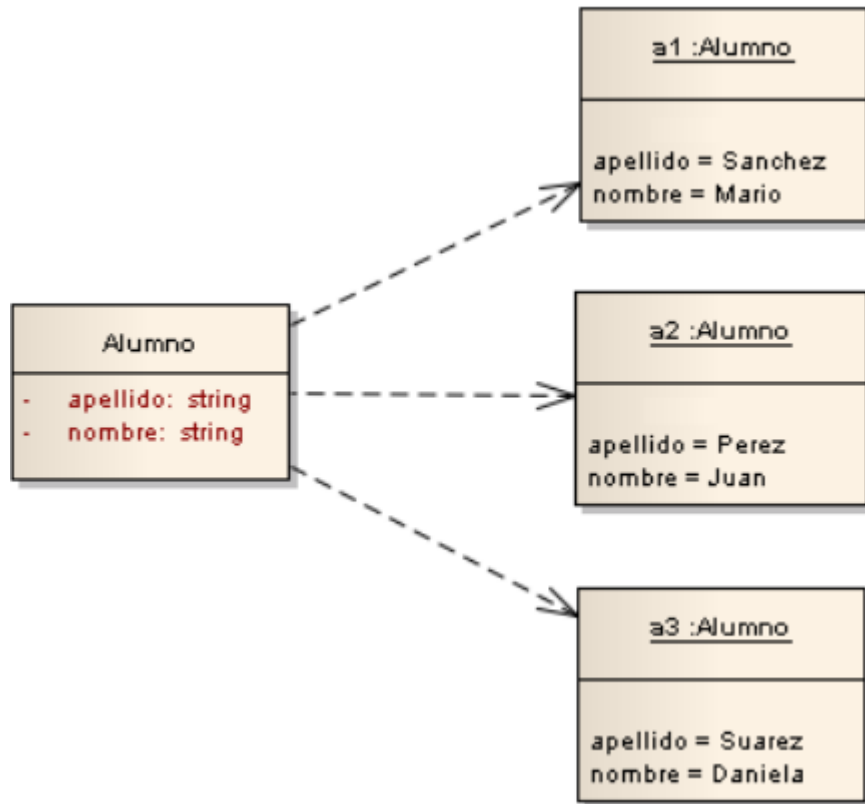 a1 :Alumno
apellido = Sanchez
nombre = Mario
Alumno
- apellido: string
- nombre: string
a2 :Alumno
apellido = Perez
nombre = Juan
a3 :Alumno
apellido = Suarez
nombre = Daniela